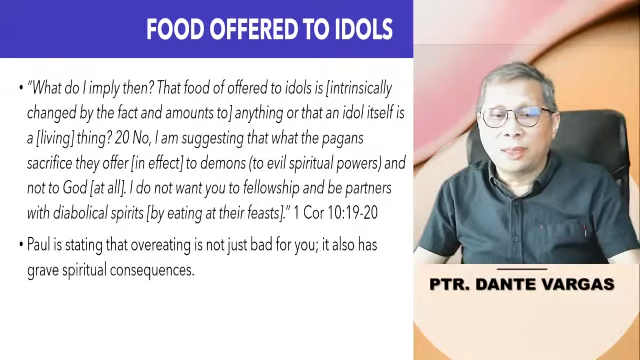 FOOD OFFERED TO IDOLS
• “What do I imply then? That food of offered to idols is [intrinsically
changed by the fact and amounts to] anything or that an idol itself is
a [living] thing? 20 No, I am suggesting that what the pagans
sacrifice they offer [in effect] to demons (to evil spiritual powers) and
not to God [at all]. I do not want you to fellowship and be partners
with diabolical spirits [by eating at their feasts].” 1 Cor 10:19-20
• Paul is stating that overeating is not just bad for you; it also has
grave spiritual consequences.
PTR. DANTE VARGAS